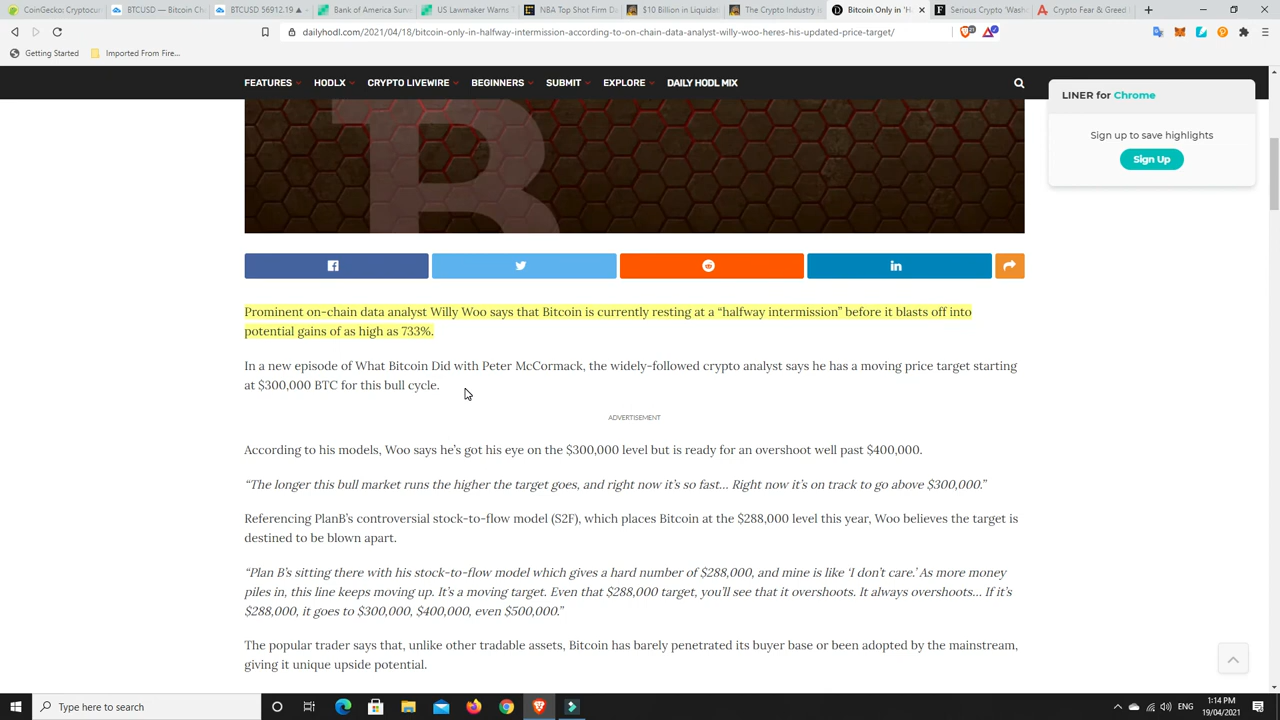 CoinGecko: Cryptocur
BTCUSD — Bitcoin Ch
BTCUSD 56912.19
Bank of America Surve
US Lawmaker Warns T
NBA Top Shot Firm Da
$10 Billion in Liquidat
The Crypto Industry
Bitcoin Only in 'H
Serious Crypto 'Wash
Crypto Fear & Greed
dailyhodl.com/2021/04/18/bitcoin-only-in-halfway-intermission-according-to-on-chain-data-analyst-willy-woo-heres-his-updated-price-target/
Getting Started
Imported From Fire...
FEATURES HODLX CRYPTO LIVEWIRE BEGINNERS SUBMIT EXPLORE DAILY HODL MIX
LINER for Chrome
Sign up to save highlights
Sign Up
Prominent on-chain data analyst Willy Woo says that Bitcoin is currently resting at a “halfway intermission” before it blasts off into
potential gains of as high as 733%.
In a new episode of What Bitcoin Did with Peter McCormack, the widely-followed crypto analyst says he has a moving price target starting
at $300,000 BTC for this bull cycle.
ADVERTISEMENT
According to his models, Woo says he’s got his eye on the $300,000 level but is ready for an overshoot well past $400,000.
“The longer this bull market runs the higher the target goes, and right now it’s so fast… Right now it’s on track to go above $300,000.”
Referencing PlanB’s controversial stock-to-flow model (S2F), which places Bitcoin at the $288,000 level this year, Woo believes the target is
destined to be blown apart.
“Plan B’s sitting there with his stock-to-flow model which gives a hard number of $288,000, and mine is like ‘I don’t care.’ As more money
piles in, this line keeps moving up. It’s a moving target. Even that $288,000 target, you’ll see that it overshoots. It always overshoots… If it’s
$288,000, it goes to $300,000, $400,000, even $500,000.”
The popular trader says that, unlike other tradable assets, Bitcoin has barely penetrated its buyer base or been adopted by the mainstream,
giving it unique upside potential.
Type here to search
ENG
1:14 PM
19/04/2021